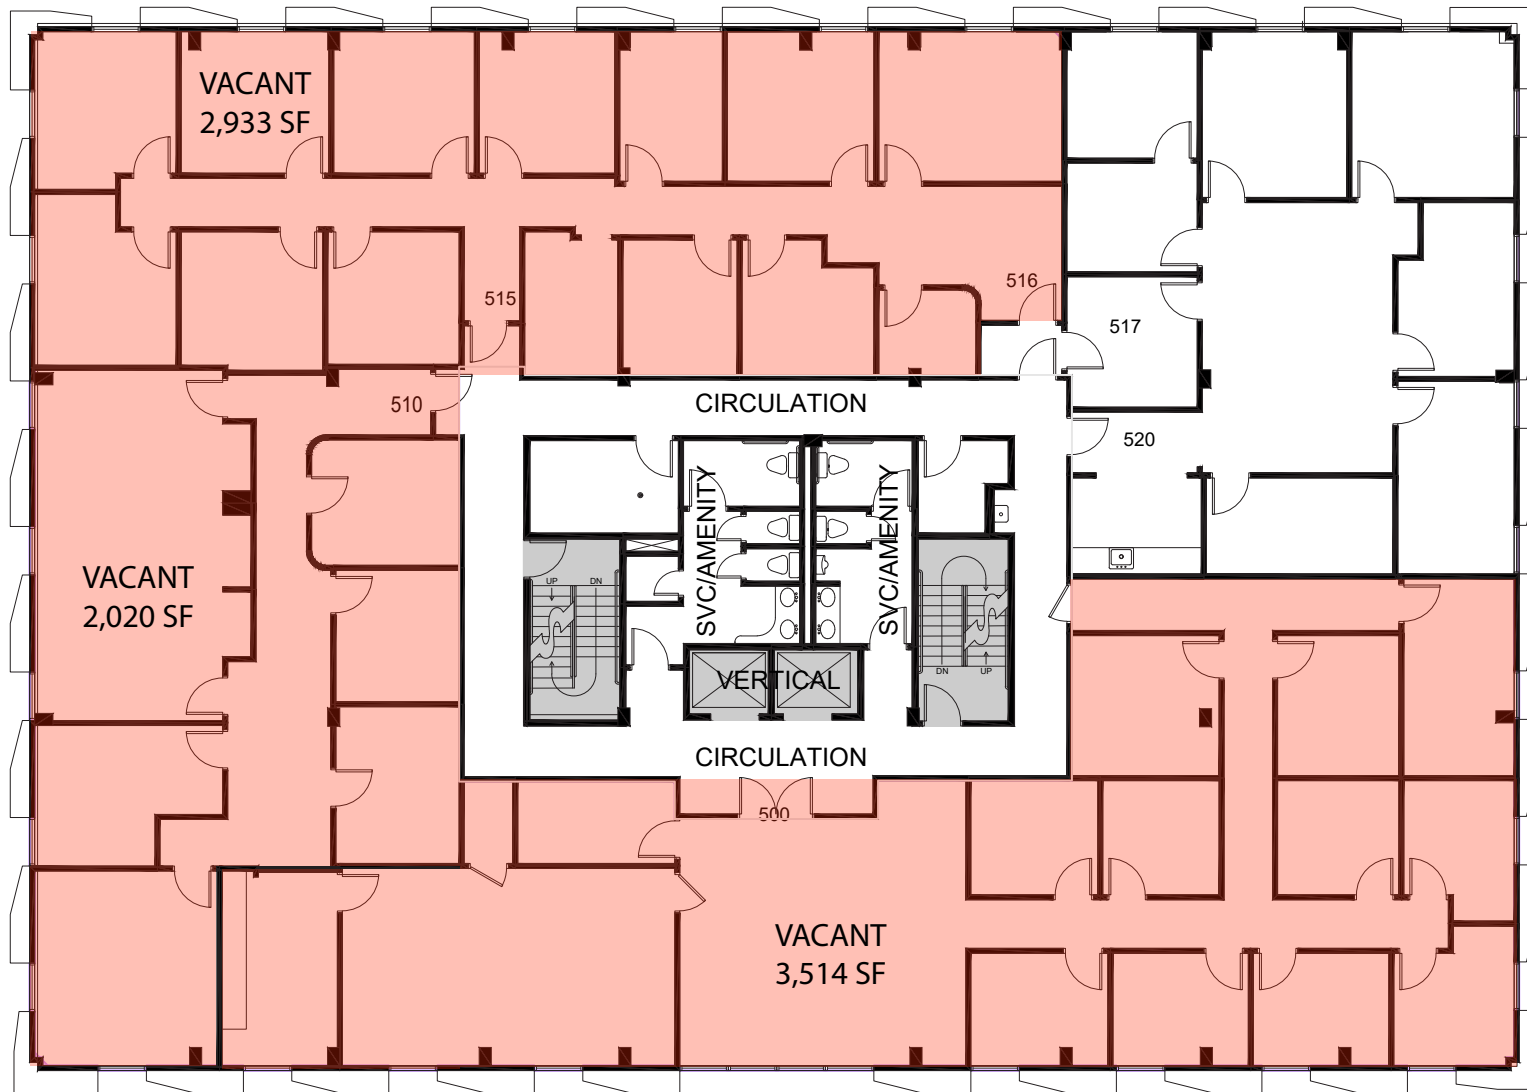 VACANT
2,933 SF
515
516
517
510
CIRCULATION
520
SVC/AMENITY
SVC/AMENITY
VACANT
2,020 SF
UP
DN
DN
UP
VERTICAL
CIRCULATION
500
VACANT
3,514 SF